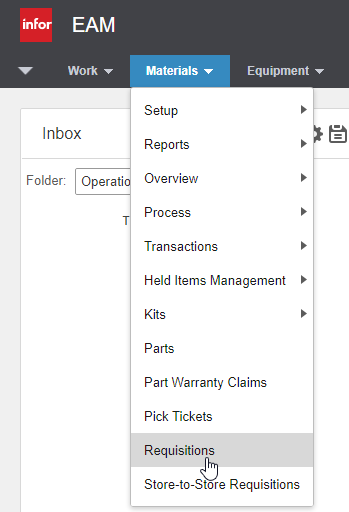 infor EAM
Work Materials Equipment
Inbox
Folder: Operatio
T
Setup
Reports
Overview
Process
Transactions
Held Items Management
Kits
Parts
Part Warranty Claims
Pick Tickets
Requisitions
Store-to-Store Requisitions